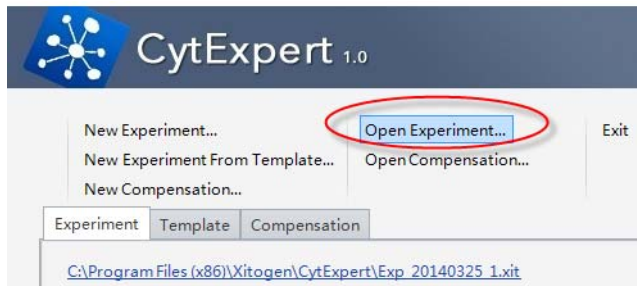 CytExpert 1.0
New Experiment... Open Experiment... Exit
New Experiment From Template... Open Compensation...
New Compensation...
Experiment Template Compensation
C:\Program Files (x86)\Xitogen\CytExpert\Exp_20140325_1.xit